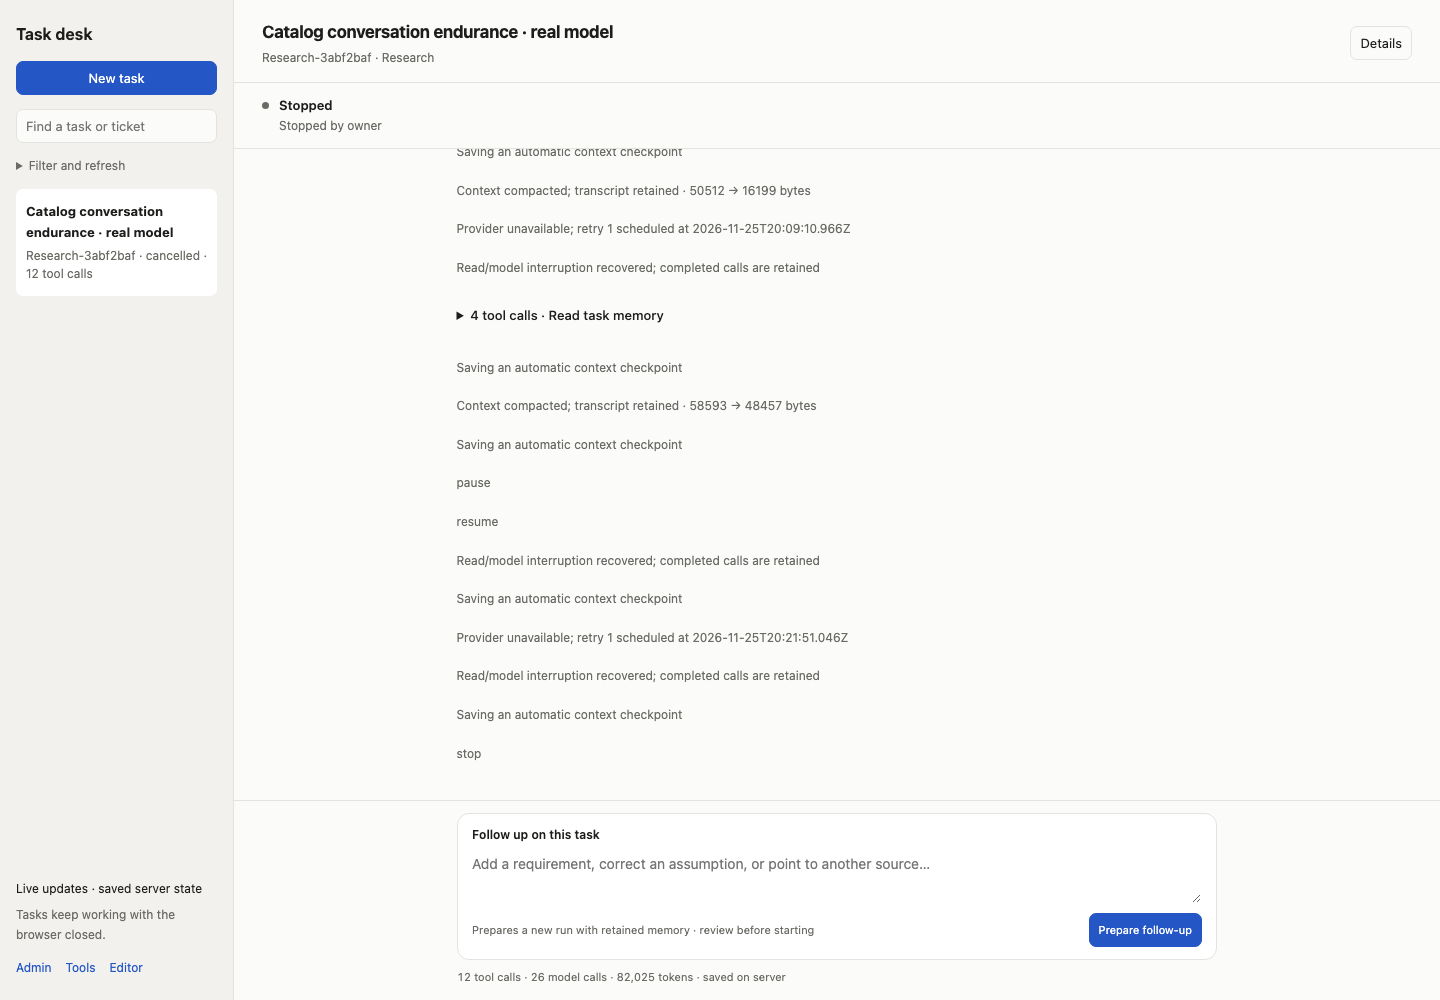 Task desk
New task
Find a task or ticket
Filter and refresh
Catalog conversation
endurance · real model
Research-3abf2baf · cancelled ·
12 tool calls
Live updates · saved server state
Tasks keep working with the
browser closed.
Admin Tools Editor
Catalog conversation endurance · real model
Research-3abf2baf · Research
Details
Stopped
Stopped by owner
Saving an automatic context checkpoint
Context compacted; transcript retained · 50512 → 16199 bytes
Provider unavailable; retry 1 scheduled at 2026-11-25T20:09:10.966Z
Read/model interruption recovered; completed calls are retained
4 tool calls · Read task memory
Saving an automatic context checkpoint
Context compacted; transcript retained · 58593 → 48457 bytes
Saving an automatic context checkpoint
pause
resume
Read/model interruption recovered; completed calls are retained
Saving an automatic context checkpoint
Provider unavailable; retry 1 scheduled at 2026-11-25T20:21:51.046Z
Read/model interruption recovered; completed calls are retained
Saving an automatic context checkpoint
stop
Follow up on this task
Add a requirement, correct an assumption, or point to another source...
Prepares a new run with retained memory · review before starting
Prepare follow-up
12 tool calls · 26 model calls · 82,025 tokens · saved on server